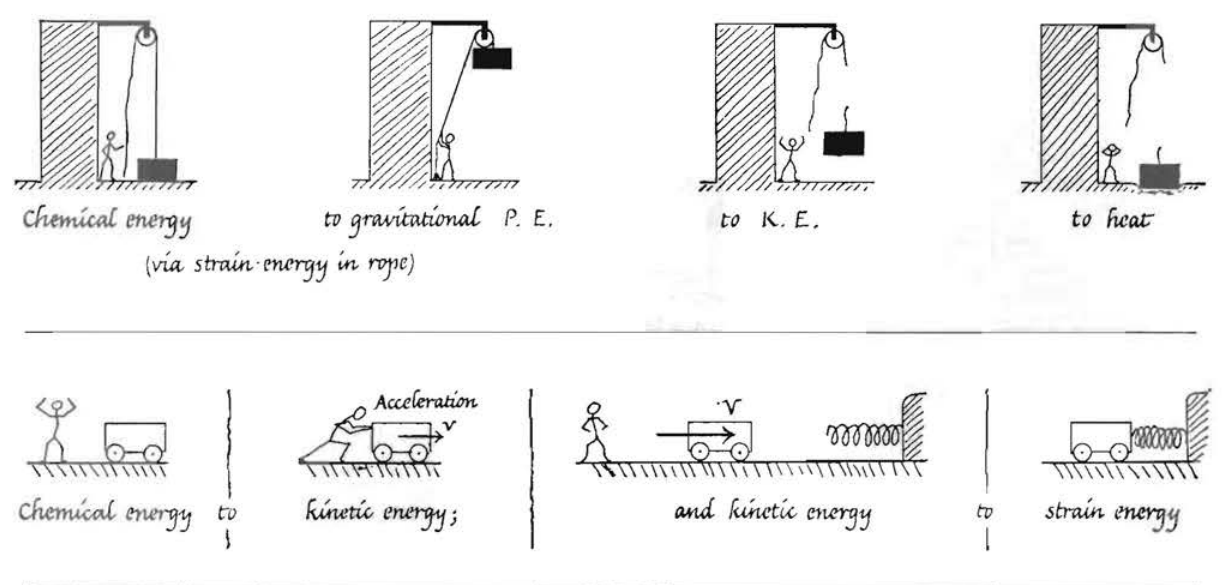 Chemical energy
to gravitational P. E.
to K. E.
to heat
(via strain-energy in rope)
Acceleration
v
v
Chemical energy
to
kinetic energy;
and kinetic energy
to
strain energy